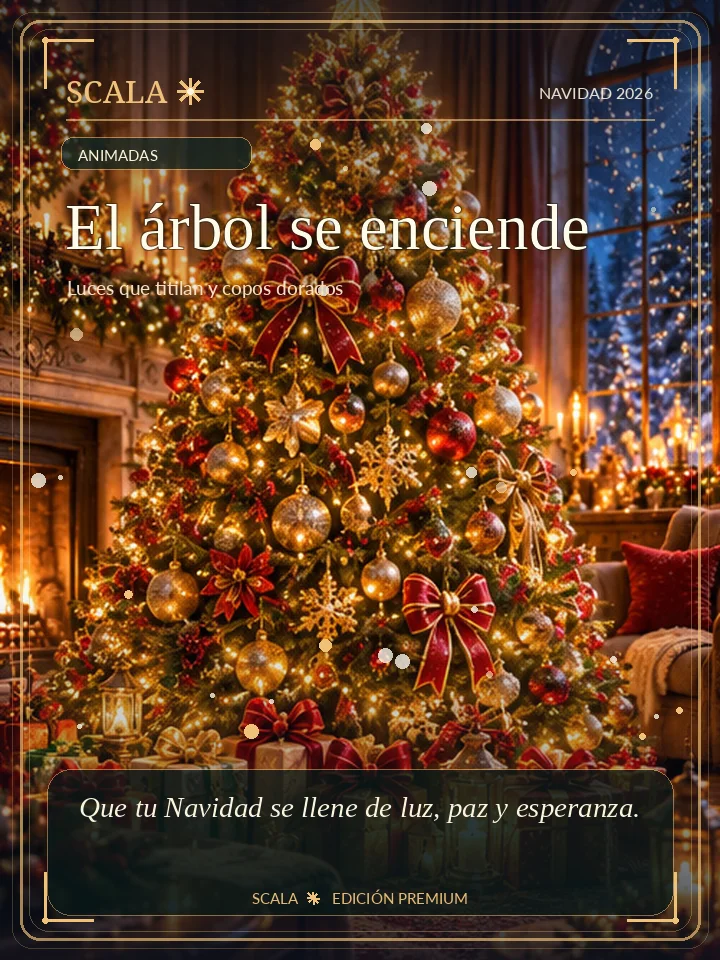 SCALA
NAVIDAD 2026
ANIMADAS
El árbol se enciende
Luces que titilan y copos dorados
Que tu Navidad se llene de luz, paz y esperanza.
SCALA EDICIÓN PREMIUM